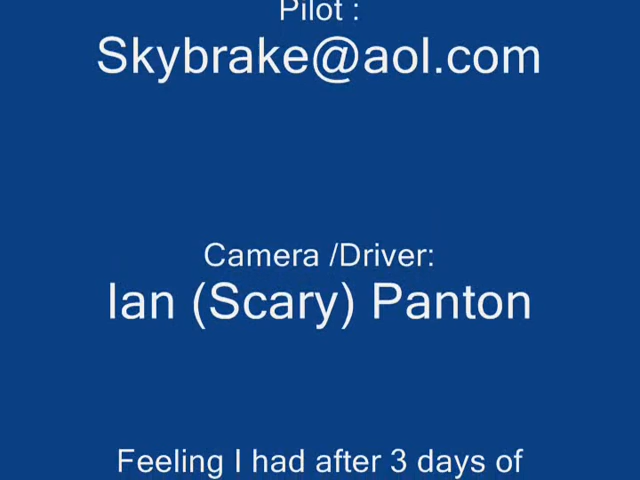 Pilot :
Skybrake@aol.com
Camera /Driver:
Ian (Scary) Panton
Feeling I had after 3 days of